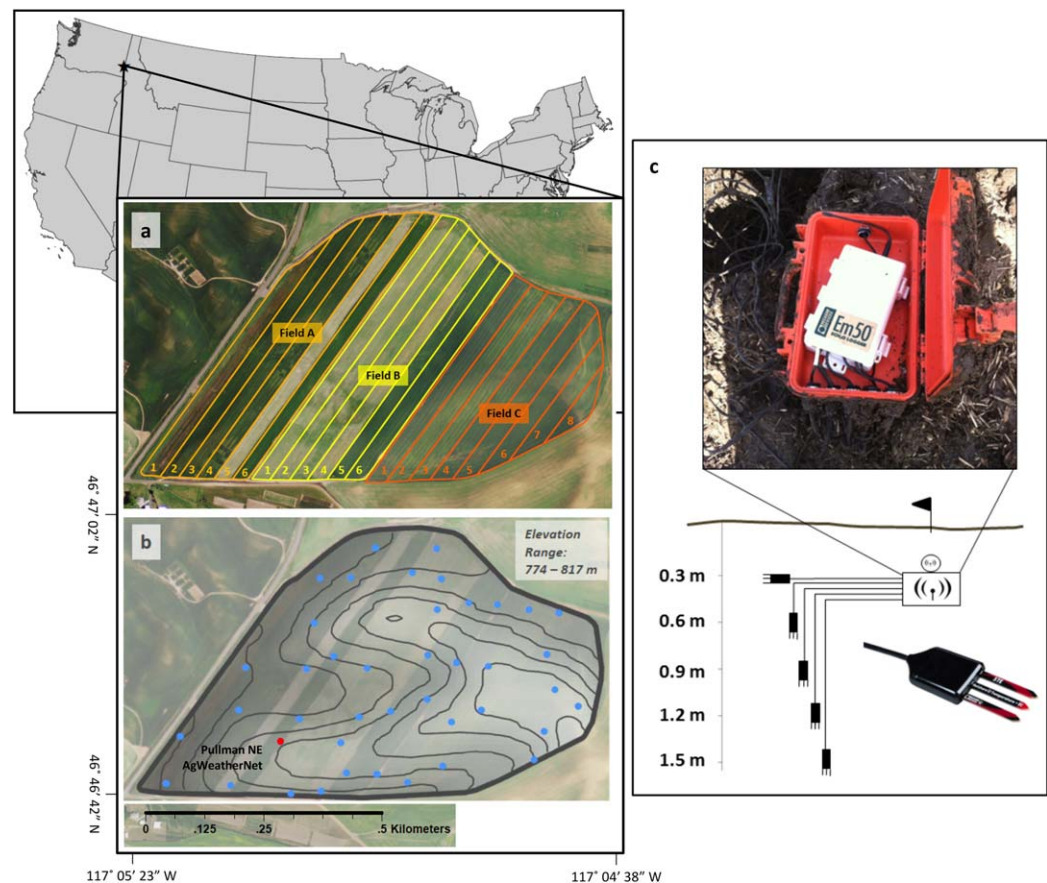 a
Field A
Field B
Field C
1 2 3 4 5 6 1 2 3 4 5 6 1 2 3 4 5 6 7 8
46° 47' 02" N
b
Elevation
Range:
774 – 817 m
Pullman NE
AgWeatherNet
46° 46' 42" N
0 .125 .25 .5 Kilometers
117° 05' 23" W
117° 04' 38" W
c
Em50
0.3 m
0.6 m
0.9 m
1.2 m
1.5 m